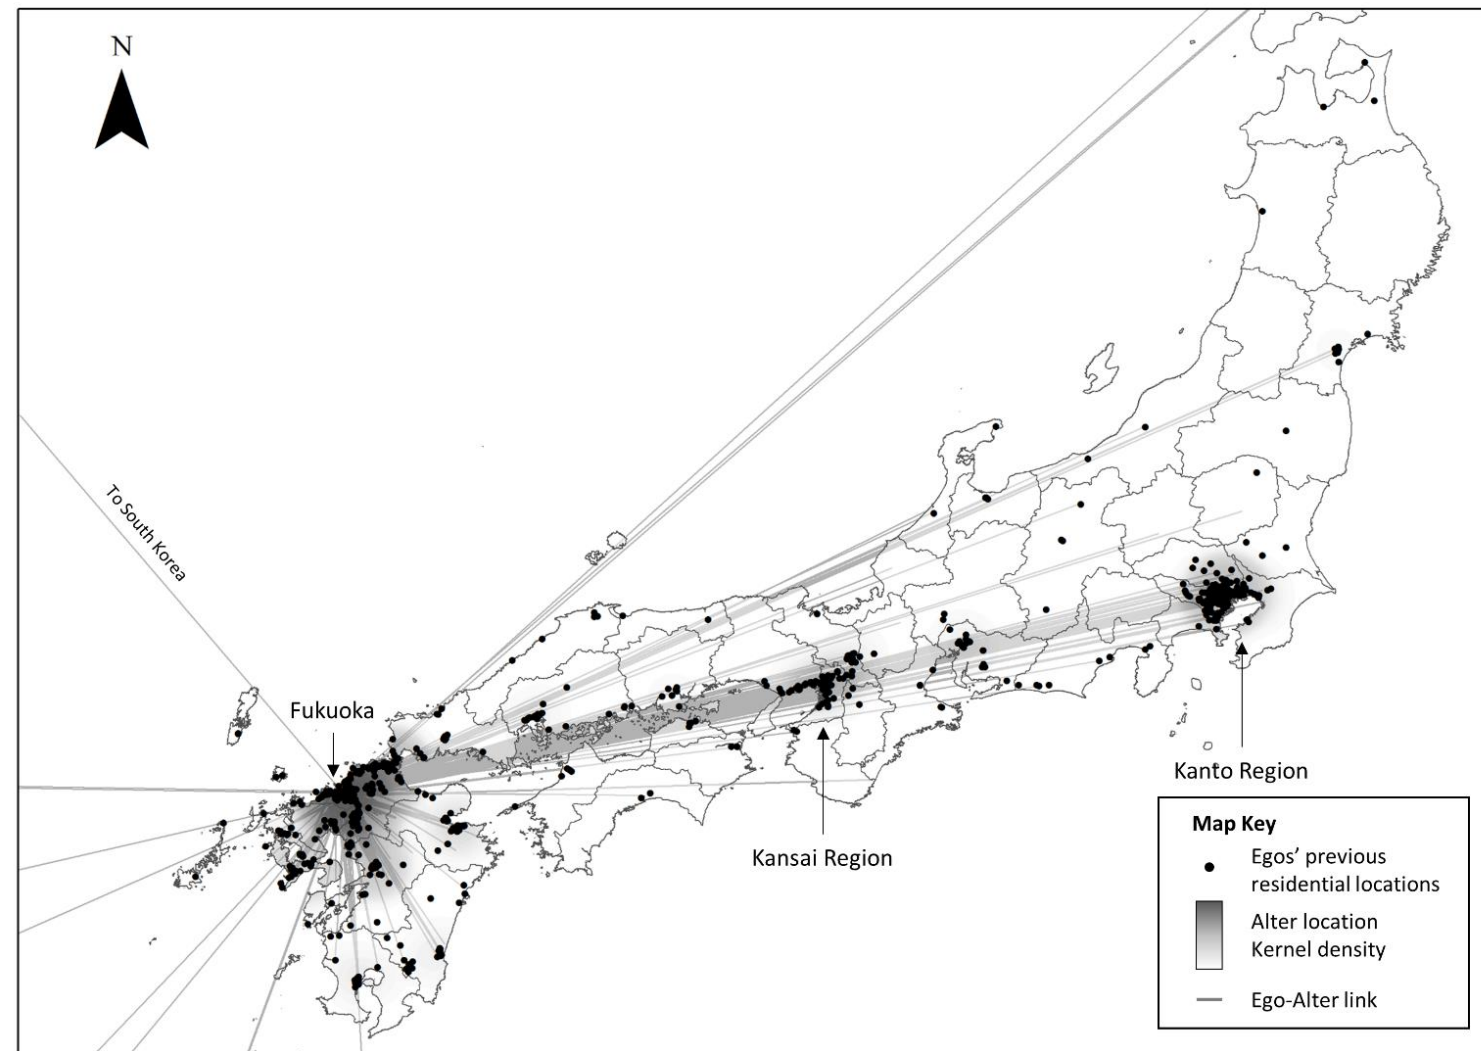 N
To South Korea
Fukuoka
Kansai Region
Kanto Region
Map Key
Egos' previous
residential locations
Alter location
Kernel density
Ego-Alter link